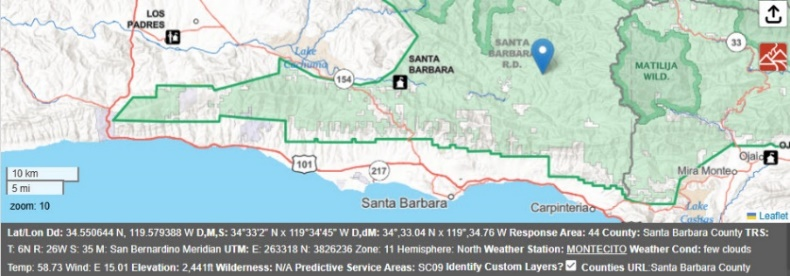 LOS
PADRES
Lake
Cachuma
154
SANTA
BARBARA
SANTA
BARBARA
R.D.
33
MATILIJA
WILD.
10 km
5 mi
zoom: 10
101
217
Santa Barbara
Carpinteria
Mira Monte
Ojai
OJ
Lake
Casitas
Leaflet
Lat/Lon Dd: 34.550644 N, 119.579388 W D,M,S: 34°33'2" N x 119°34'45" W D,dM: 34°,33.04 N x 119°,34.76 W Response Area: 44 County: Santa Barbara County TRS:
T: 6N R: 26W S: 35 M: San Bernardino Meridian UTM: E: 263318 N: 3826236 Zone: 11 Hemisphere: North Weather Station: MONTECITO Weather Cond: few clouds
Temp: 58.73 Wind: E 15.01 Elevation: 2,441ft Wilderness: N/A Predictive Service Areas: SC09 Identify Custom Layers? Counties URL:Santa Barbara County